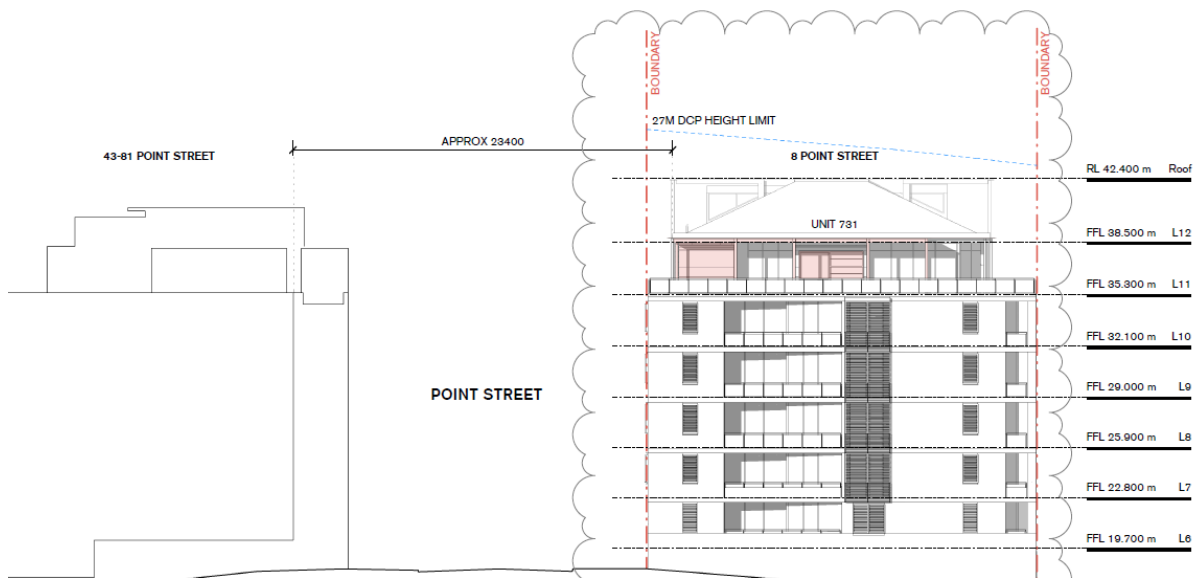 BOUNDARY
BOUNDARY
27M DCP HEIGHT LIMIT
APPROX 23400
43-81 POINT STREET
8 POINT STREET
RL 42.400 m Roof
UNIT 731
FFL 38.500 m L12
FFL 35.300 m L11
FFL 32.100 m L10
POINT STREET
FFL 29.000 m L9
FFL 25.900 m L8
FFL 22.800 m L7
FFL 19.700 m L6